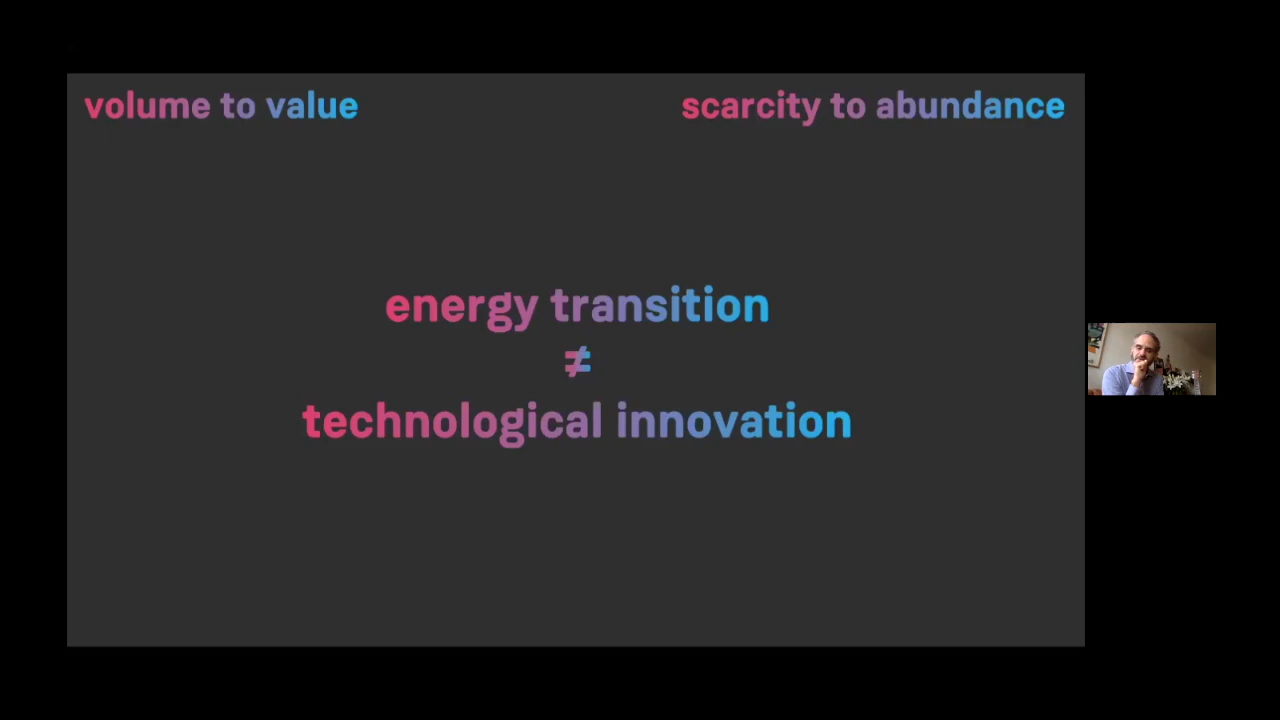 volume to value
scarcity to abundance
energy transition
≠
technological innovation